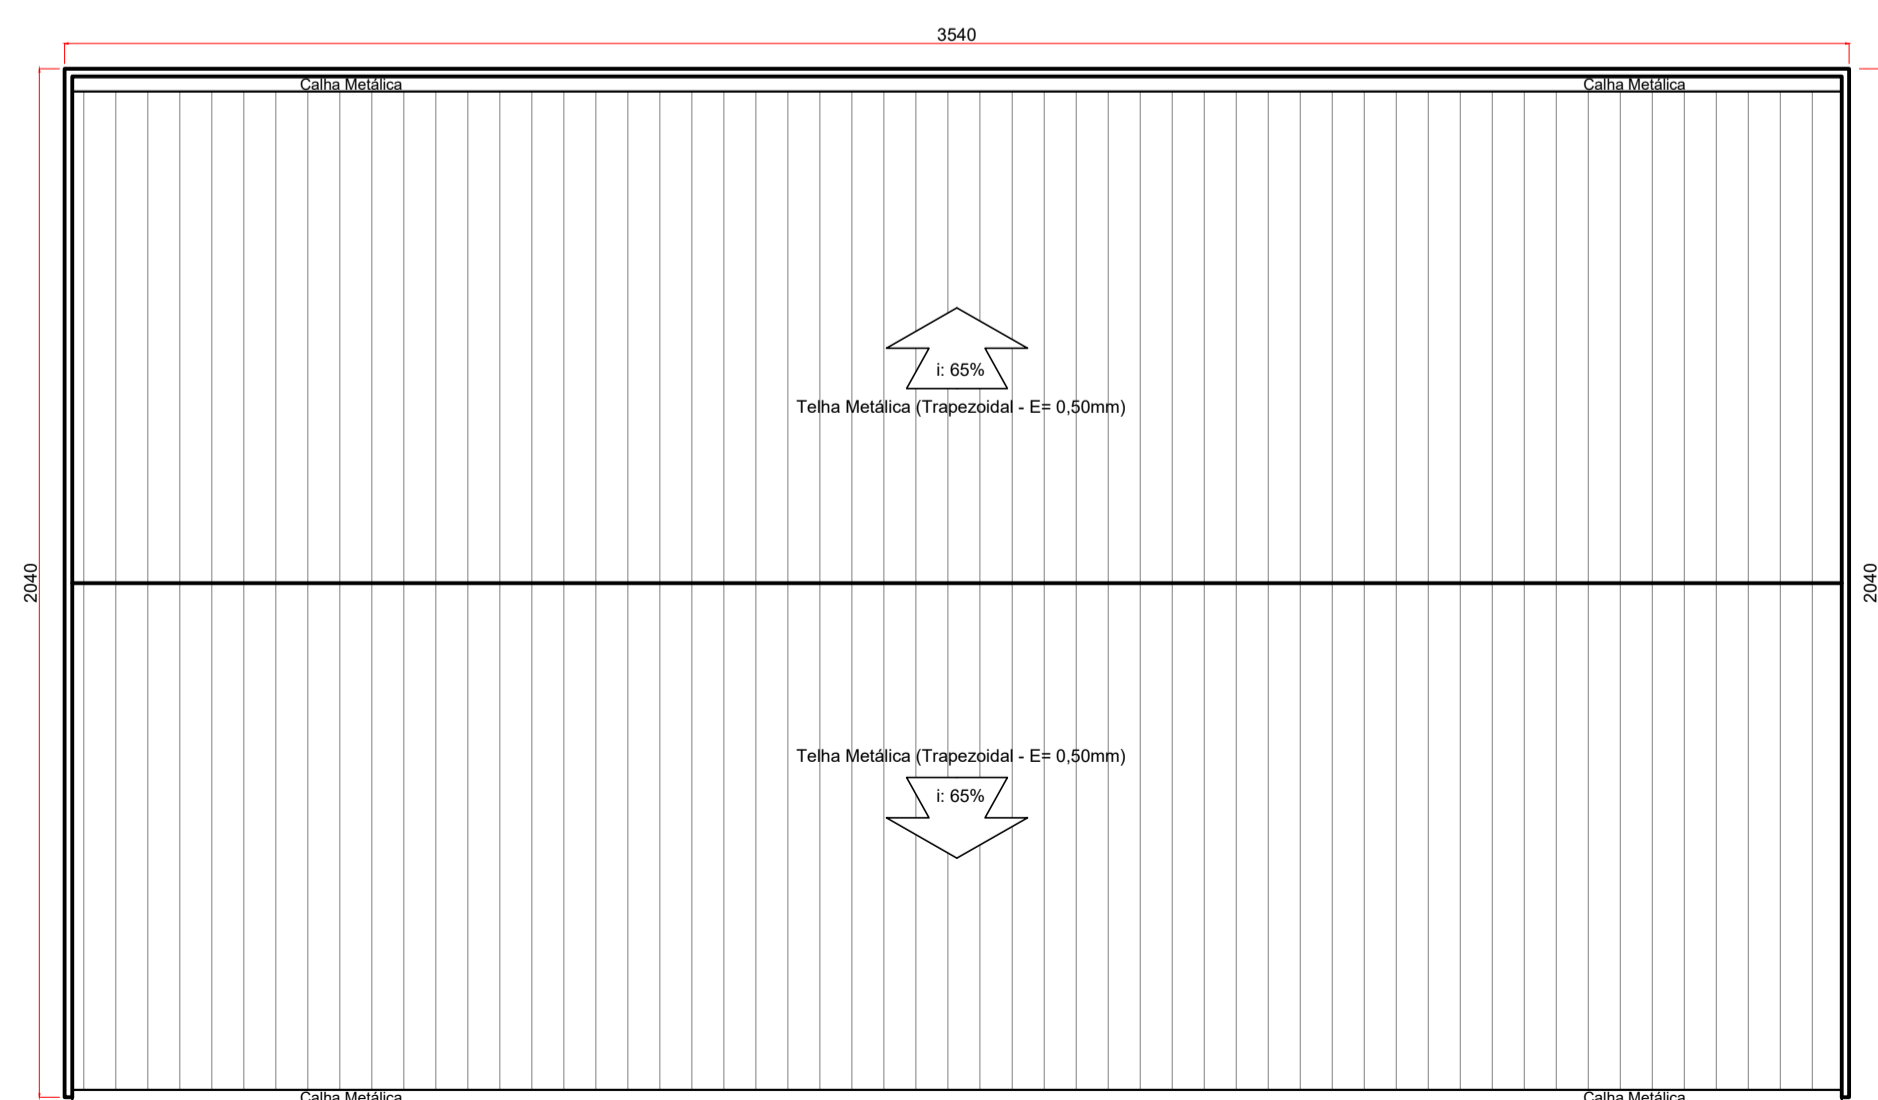 3540
Calha Metálica
Calha Metálica
i: 65%
Telha Metálica (Trapezoidal - E= 0,50mm)
2040
2040
Telha Metálica (Trapezoidal - E= 0,50mm)
i: 65%
Calha Metálica
Calha Metálica